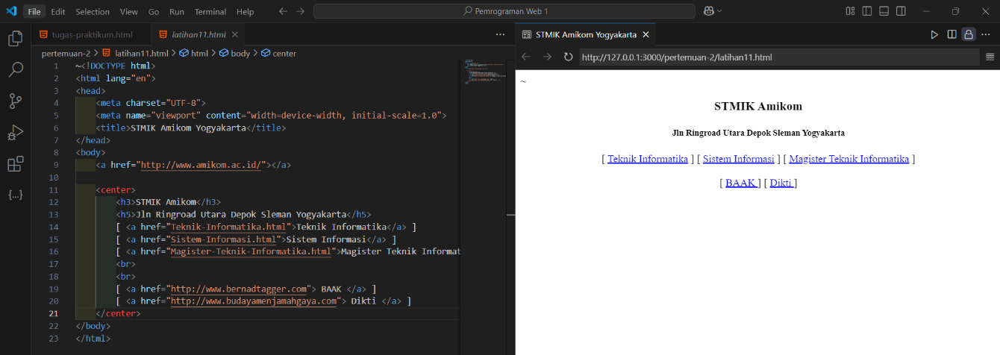 File Edit Selection View Go Run Terminal Help Pemrograman Web 1
tugas-praktikum.html latihan11.html
pertemuan-2 > latihan11.html > html > body > center
1 ~<!DOCTYPE html>
2 <html lang="en">
3 <head>
4 <meta charset="UTF-8">
5 <meta name="viewport" content="width=device-width, initial-scale=1.0">
6 <title>STMIK Amikom Yogyakarta</title>
7 </head>
8 <body>
9 <a href="http://www.amikom.ac.id/"></a>
10
11 <center>
12 <h3>STMIK Amikom</h3>
13 <h5>Jln Ringroad Utara Depok Sleman Yogyakarta</h5>
14 [ <a href="Teknik-Informatika.html">Teknik Informatika</a> ]
15 [ <a href="Sistem-Informasi.html">Sistem Informasi</a> ]
16 [ <a href="Magister-Teknik-Informatika.html">Magister Teknik Informat
17 <br>
18 <br>
19 [ <a href="http://www.bernadtagger.com"> BAAK </a> ]
20 [ <a href="http://www.budayamenjamahgaya.com"> Dikti </a> ]
21 </center>
22 </body>
23 </html>
STMIK Amikom Yogyakarta
http://127.0.0.1:3000/pertemuan-2/latihan11.html
~
STMIK Amikom
Jln Ringroad Utara Depok Sleman Yogyakarta
[ Teknik Informatika ] [ Sistem Informasi ] [ Magister Teknik Informatika ]
[ BAAK ] [ Dikti ]